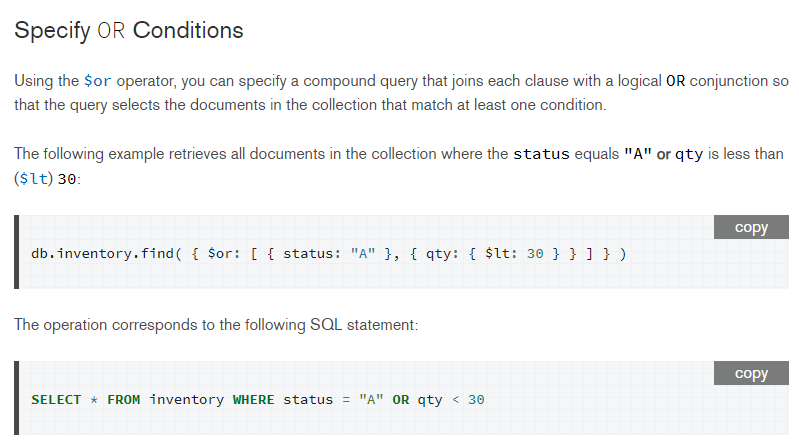 Specify OR Conditions
Using the $or operator, you can specify a compound query that joins each clause with a logical OR conjunction so
that the query selects the documents in the collection that match at least one condition.
The following example retrieves all documents in the collection where the status equals "A" or qty is less than
($lt) 30:
copy
db.inventory.find( { $or: [ { status: "A" }, { qty: { $lt: 30 } } ] } )
The operation corresponds to the following SQL statement:
copy
SELECT * FROM inventory WHERE status = "A" OR qty < 30